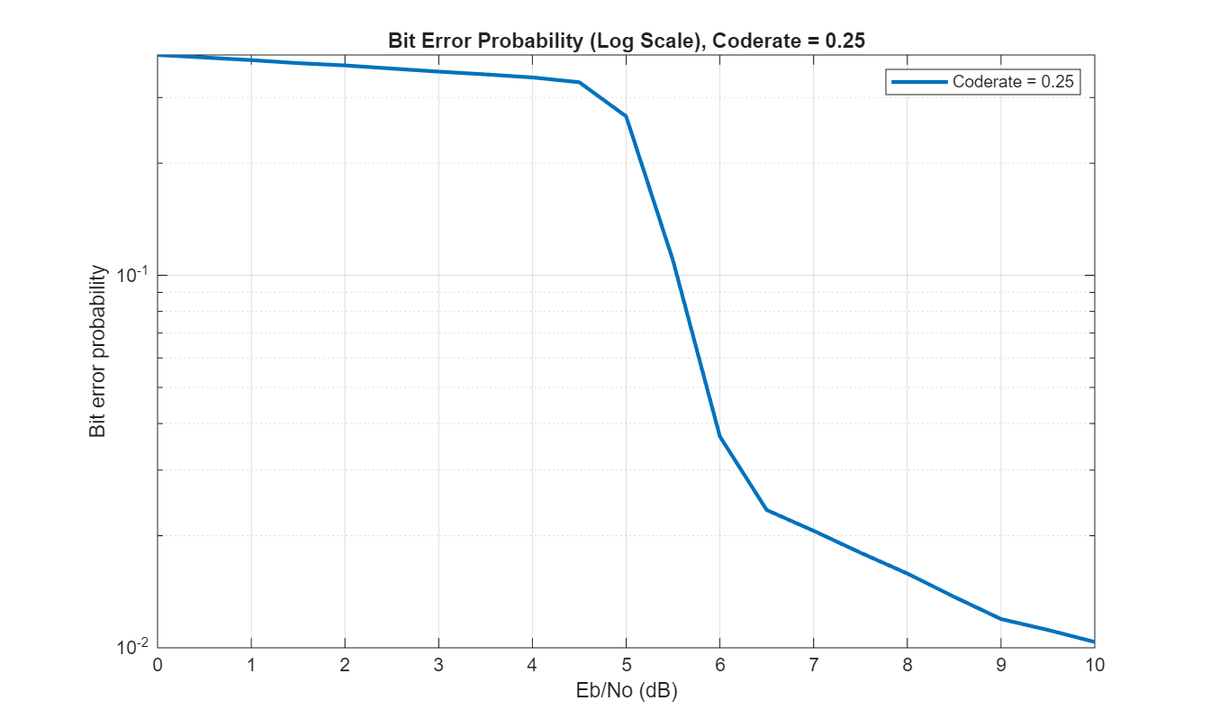 Bit Error Probability (Log Scale), Coderate = 0.25
Coderate = 0.25
Bit error probability
10-1
10-2
0 1 2 3 4 5 6 7 8 9 10
Eb/No (dB)